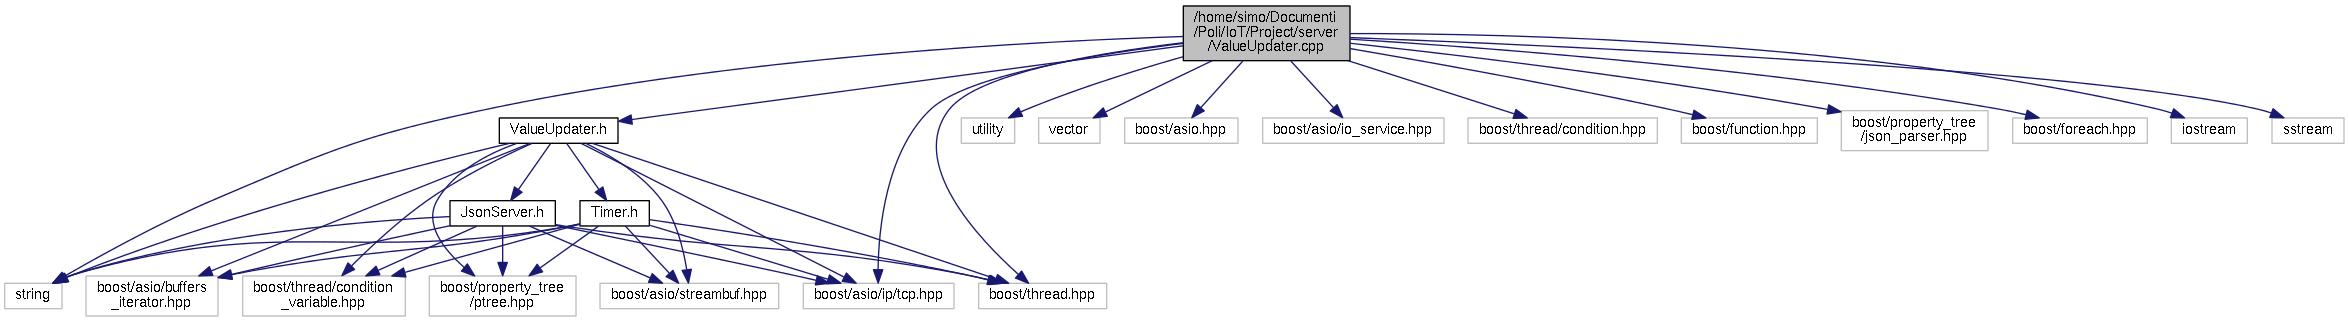 /home/simo/Documenti
/Poli/IoT/Project/server
/ValueUpdater.cpp
ValueUpdater.h
utility
vector
boost/asio.hpp
boost/asio/io_service.hpp
boost/thread/condition.hpp
boost/function.hpp
boost/property_tree
/json_parser.hpp
boost/foreach.hpp
iostream
sstream
JsonServer.h
Timer.h
string
boost/asio/buffers
_iterator.hpp
boost/thread/condition
_variable.hpp
boost/property_tree
/ptree.hpp
boost/asio/streambuf.hpp
boost/asio/ip/tcp.hpp
boost/thread.hpp